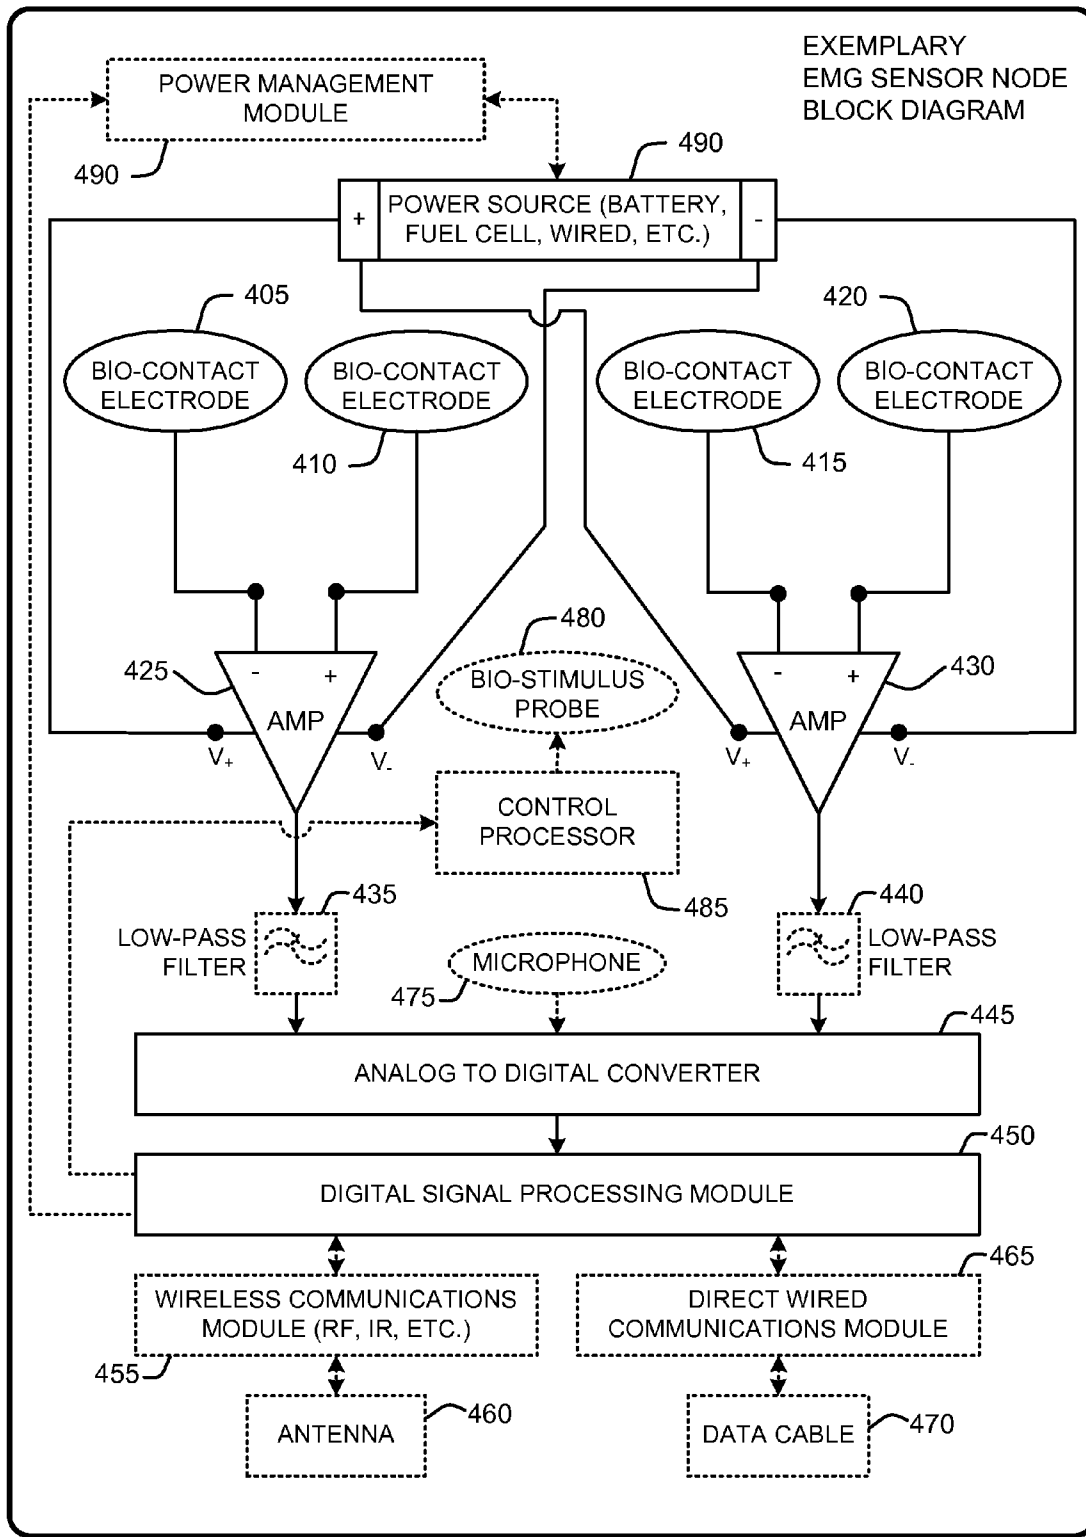 EXEMPLARY
EMG SENSOR NODE
BLOCK DIAGRAM
POWER MANAGEMENT
MODULE
490
490
+
POWER SOURCE (BATTERY,
FUEL CELL, WIRED, ETC.)
-
405
BIO-CONTACT
ELECTRODE
BIO-CONTACT
ELECTRODE
410
BIO-CONTACT
ELECTRODE
415
420
BIO-CONTACT
ELECTRODE
425
- +
AMP
V+
V-
480
BIO-STIMULUS
PROBE
- +
430
AMP
V+
V-
CONTROL
PROCESSOR
485
435
LOW-PASS
FILTER
440
LOW-PASS
FILTER
MICROPHONE
475
445
ANALOG TO DIGITAL CONVERTER
450
DIGITAL SIGNAL PROCESSING MODULE
WIRELESS COMMUNICATIONS
MODULE (RF, IR, ETC.)
455
465
DIRECT WIRED
COMMUNICATIONS MODULE
ANTENNA
460
DATA CABLE
470